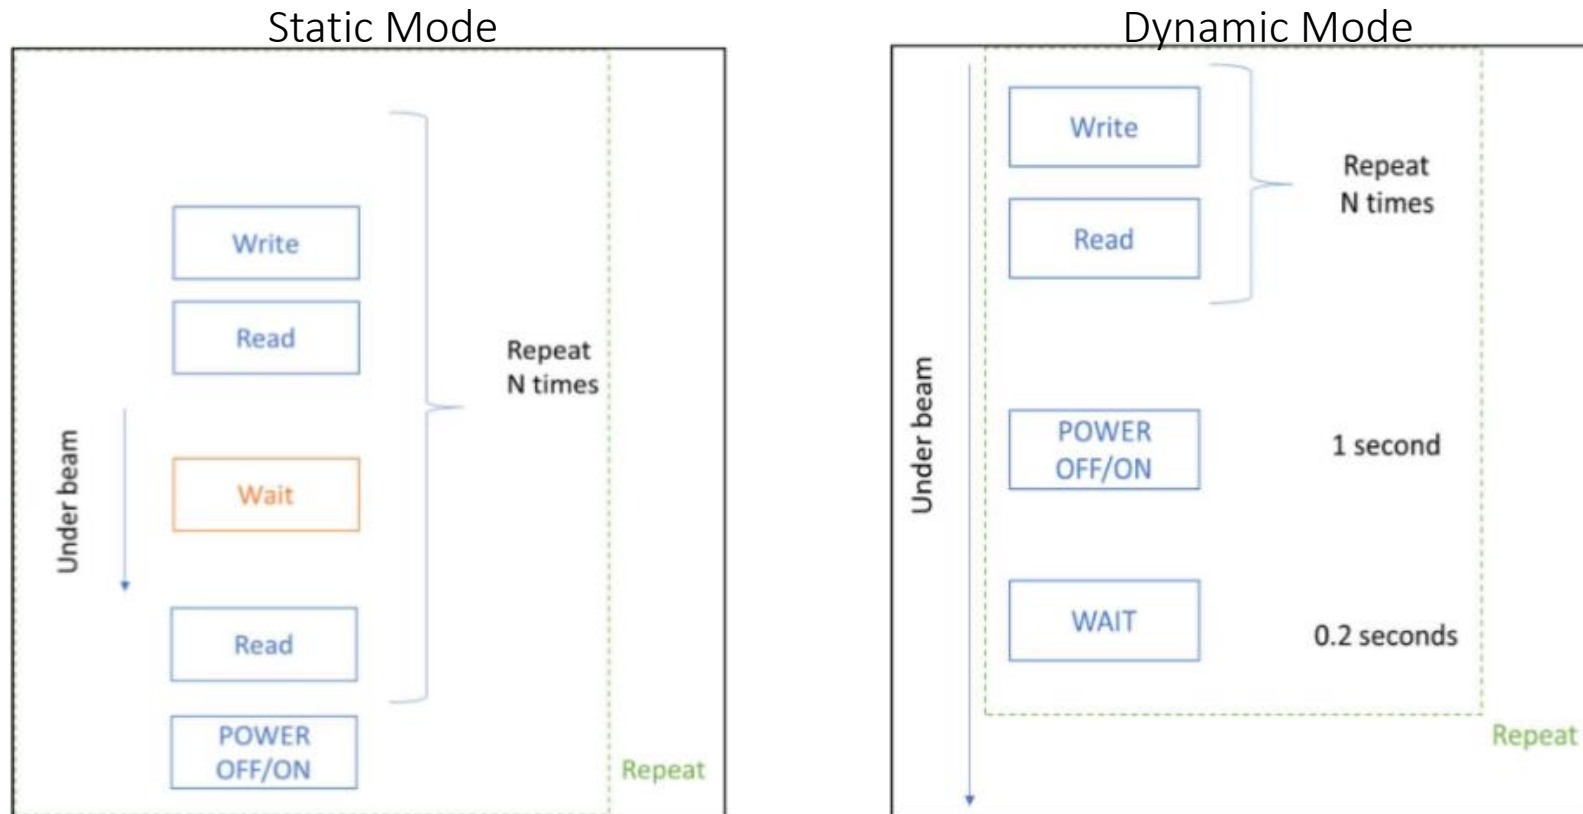 Static Mode
Write
Read
Repeat
N times
Under beam
Wait
Read
POWER
OFF/ON
Repeat
Dynamic Mode
Write
Repeat
N times
Read
Under beam
POWER
OFF/ON
1 second
WAIT
0.2 seconds
Repeat